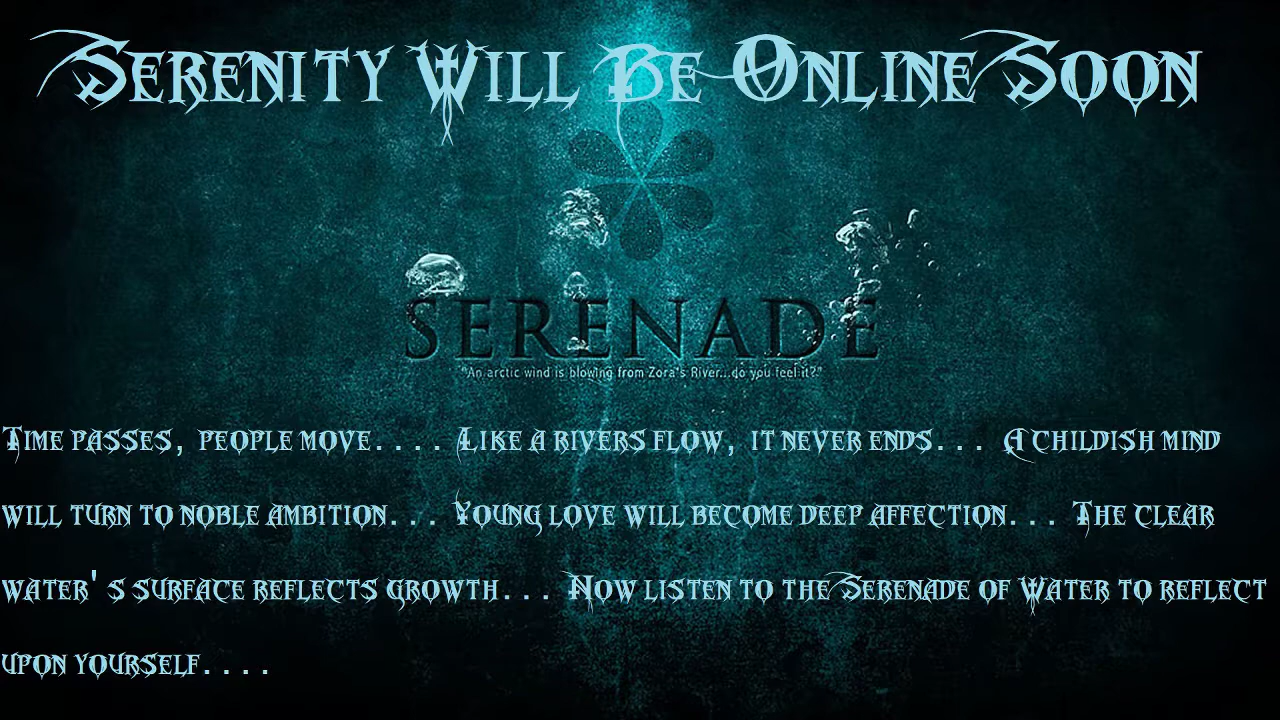 Serenity Will Be Online Soon
SERENADE
"An arctic wind is blowing from Zora's River...do you feel it?"
Time passes, people move.... Like a rivers flow, it never ends... A childish mind
will turn to noble ambition... Young love will become deep affection... The clear
water's surface reflects growth... Now listen to the Serenade of Water to reflect
upon yourself....